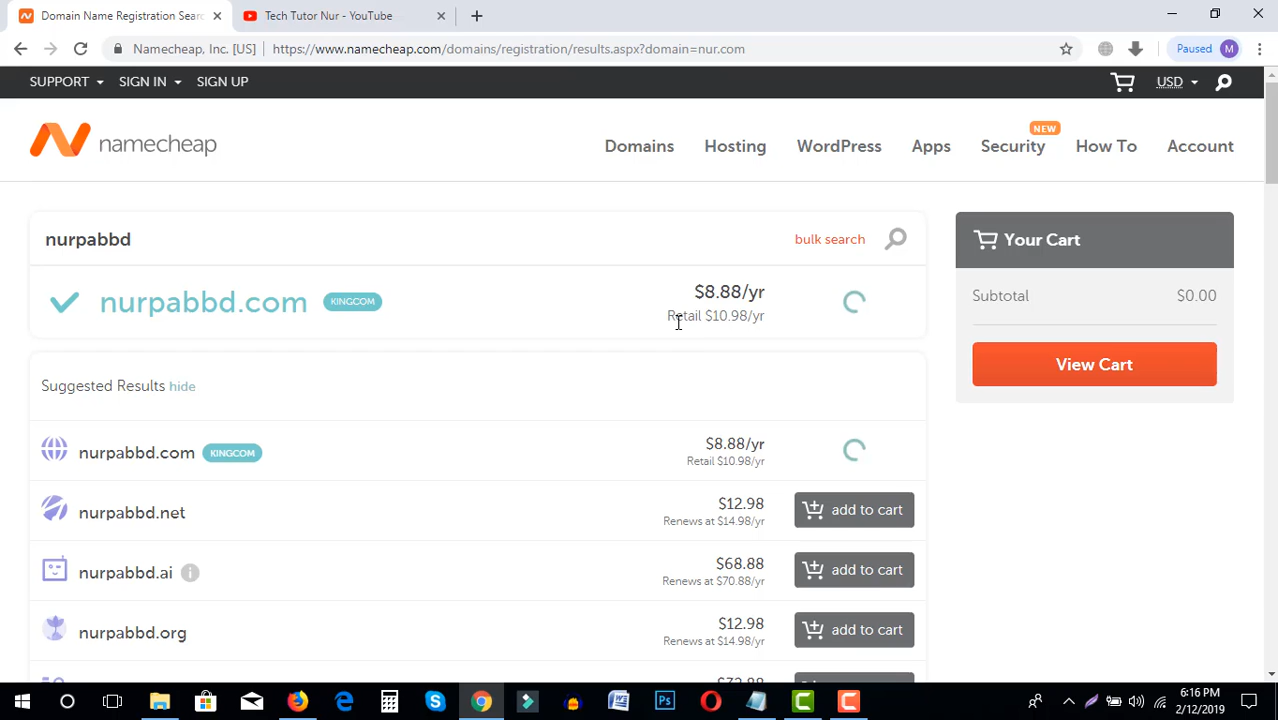 Domain Name Registration Sear
Tech Tutor Nur - YouTube
Namecheap, Inc. [US]
https://www.namecheap.com/domains/registration/results.aspx?domain=nur.com
Paused
M
SUPPORT
SIGN IN
SIGN UP
USD
namecheap
Domains
Hosting
WordPress
Apps
NEW
Security
How To
Account
nurpabbd
bulk search
nurpabbd.com
KINGCOM
$8.88/yr
Retail $10.98/yr
Your Cart
Subtotal
$0.00
View Cart
Suggested Results hide
nurpabbd.com
KINGCOM
$8.88/yr
Retail $10.98/yr
nurpabbd.net
$12.98
Renews at $14.98/yr
add to cart
nurpabbd.ai
$68.88
Renews at $70.88/yr
add to cart
nurpabbd.org
$12.98
Renews at $14.98/yr
add to cart
6:16 PM
2/12/2019